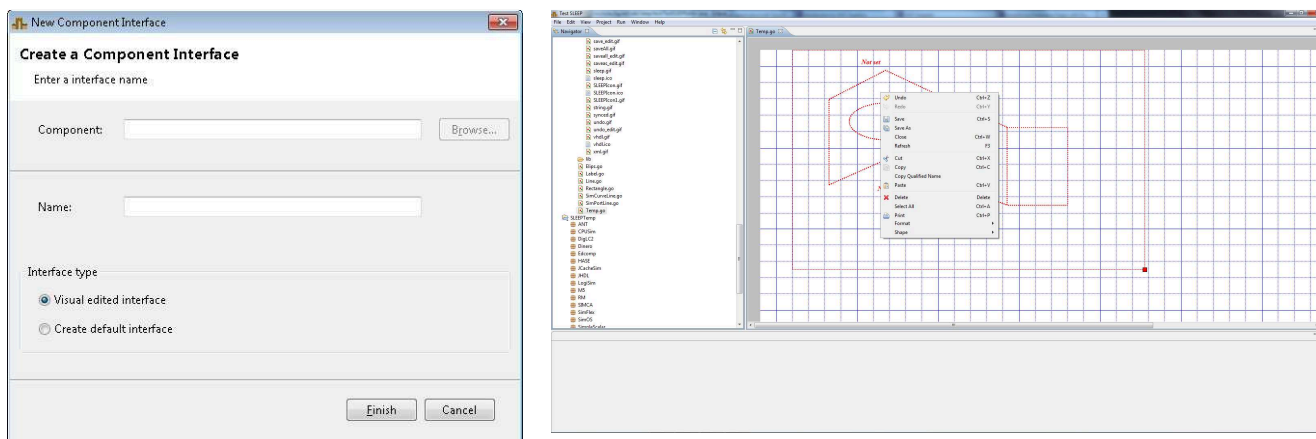 New Component Interface
Create a Component Interface
Enter a interface name
Component:
Browse...
Name:
Interface type
Visual edited interface
Create default interface
Finish
Cancel
Test SLEEP
File Edit View Project Run Window Help
Navigator
Temp.go
save_edit.gif
saveAll.gif
saveall_edit.gif
saveas_edit.gif
sleep.gif
sleep.ico
SLEEPIcon.gif
SLEEPIcon.ico
SLEEPIcon1.gif
string.gif
synced.gif
undo.gif
undo_edit.gif
vhdl.gif
vhdl.ico
xml.gif
lib
Elips.go
Label.go
Line.go
Rectangle.go
SimCurveLine.go
SimPortLine.go
Temp.go
SLEEPTemp
ANT
CPUSim
DigLC2
Dinero
Edcomp
HASE
JCacheSim
JHDL
LogiSim
M5
RM
SIMCA
SimFlex
SimOS
SimpleScalar
Not set
Undo Ctrl+Z
Redo Ctrl+Y
Save Ctrl+S
Save As
Close Ctrl+W
Refresh F5
Cut Ctrl+X
Copy Ctrl+C
Copy Qualified Name
Paste Ctrl+V
Delete Delete
Select All Ctrl+A
Print Ctrl+P
Format
Shape